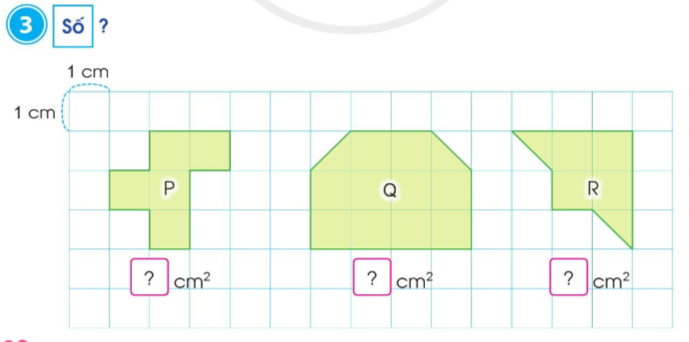 3 Số ?
1 cm
1 cm
P Q R
? cm² ? cm² ? cm²